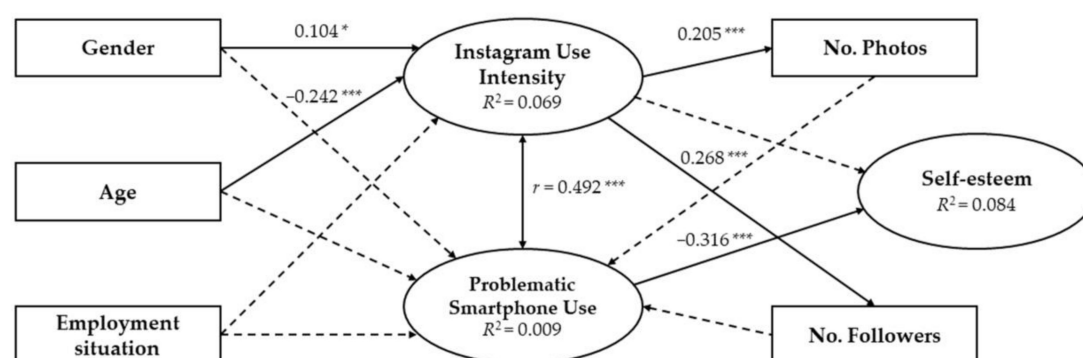 Gender
0.104 *
Instagram Use
Intensity
R² = 0.069
0.205 ***
No. Photos
–0.242 ***
Age
r = 0.492 ***
0.268 ***
Self-esteem
R² = 0.084
–0.316 ***
Employment
situation
Problematic
Smartphone Use
R² = 0.009
No. Followers